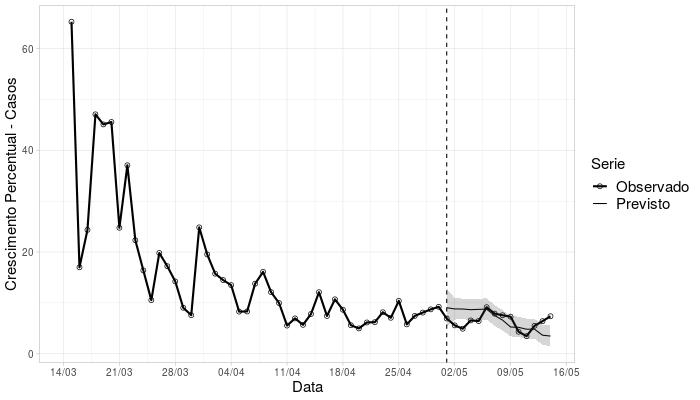 Crescimento Percentual - Casos
60
40
20
0
14/03 21/03 28/03 04/04 11/04 18/04 25/04 02/05 09/05 16/05
Data
Serie
Observado
Previsto